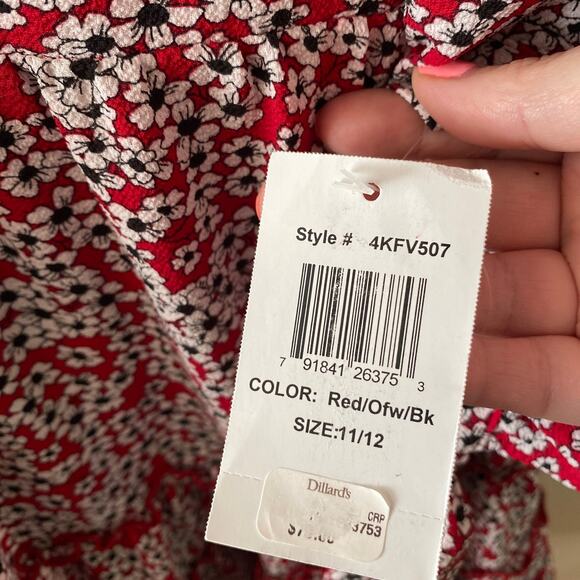 Style # 4KFV507
7 91841 26375 3
COLOR: Red/Ofw/Bk
SIZE:11/12
Dillard's
CRP
3753